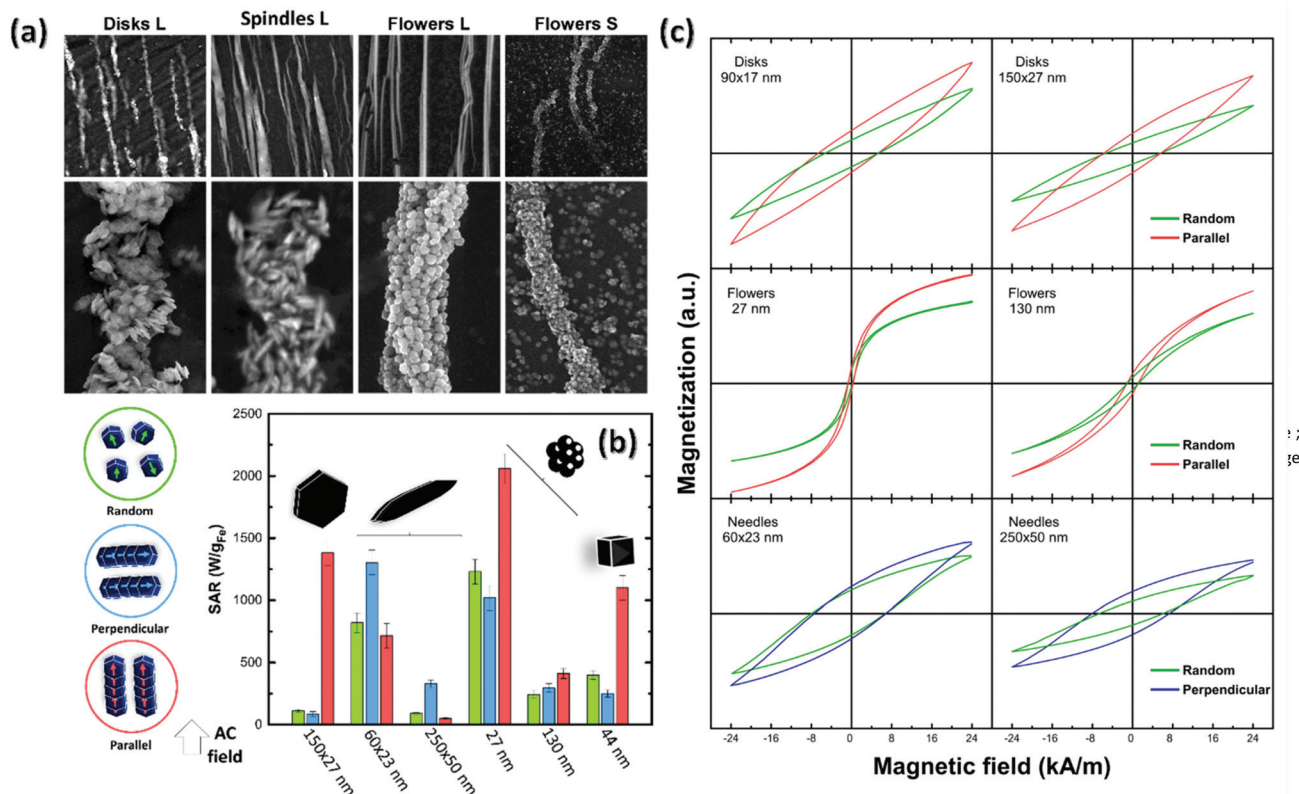 (a)
Disks L
Spindles L
Flowers L
Flowers S
Random
Perpendicular
Parallel
AC
field
(b)
SAR (W/gFe)
2500
2000
1500
1000
500
0
150x27 nm
60x23 nm
250x50 nm
27 nm
130 nm
44 nm
(c)
Magnetization (a.u.)
Disks
90x17 nm
Disks
150x27 nm
Random
Parallel
Flowers
27 nm
Flowers
130 nm
Random
Parallel
Random
Parallel
Needles
60x23 nm
Needles
250x50 nm
Random
Perpendicular
-24 -16 -8 0 8 16 24
-24 -16 -8 0 8 16 24
Magnetic field (kA/m)
e ;
ge